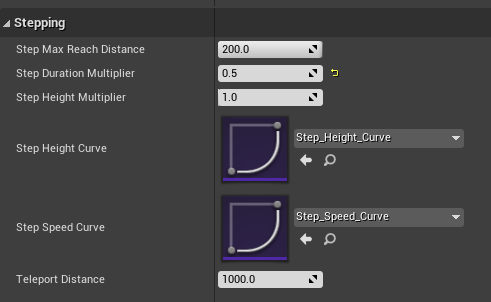 Stepping
Step Max Reach Distance 200.0
Step Duration Multiplier 0.5
Step Height Multiplier 1.0
Step Height Curve Step_Height_Curve
Step Speed Curve Step_Speed_Curve
Teleport Distance 1000.0